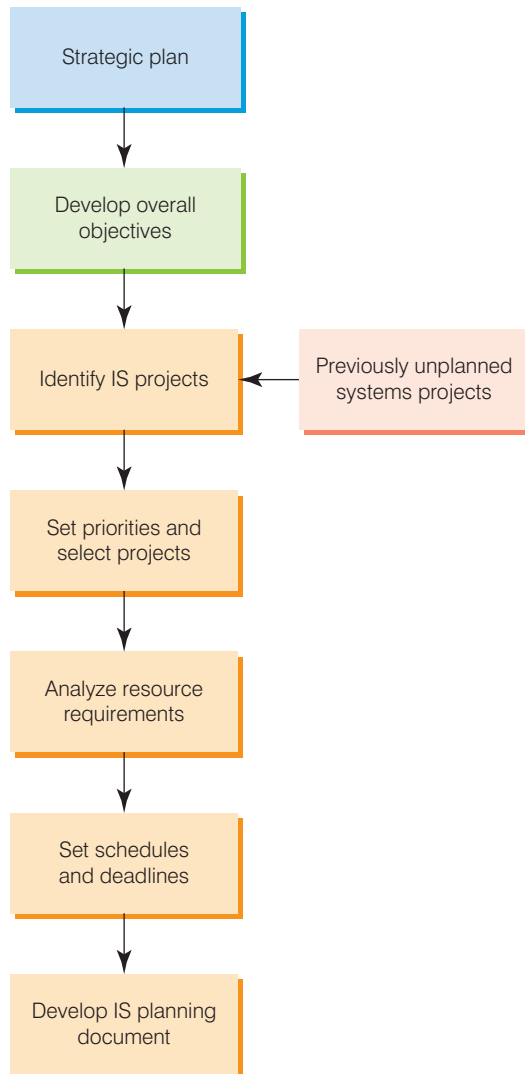 Strategic plan
Develop overall
objectives
Identify IS projects
Previously unplanned
systems projects
Set priorities and
select projects
Analyze resource
requirements
Set schedules
and deadlines
Develop IS planning
document